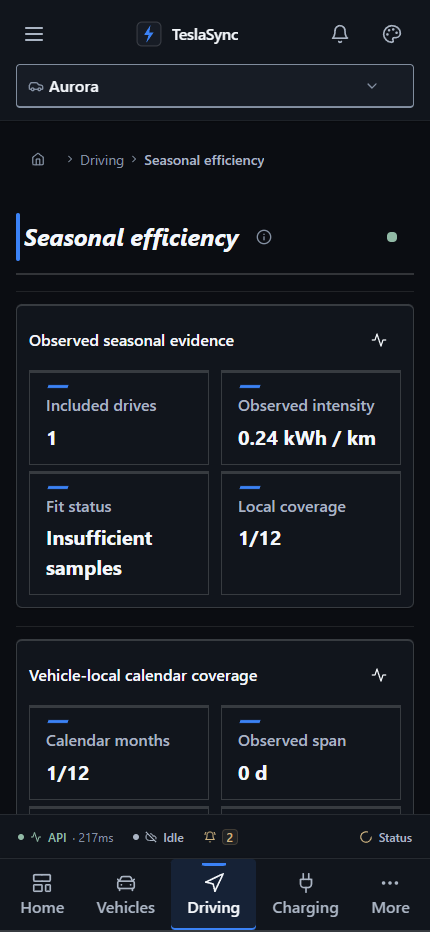 TeslaSync
Aurora
Driving
Seasonal efficiency
Seasonal efficiency
Observed seasonal evidence
Included drives
1
Observed intensity
0.24 kWh / km
Fit status
Insufficient
samples
Local coverage
1/12
Vehicle-local calendar coverage
Calendar months
1/12
Observed span
0 d
API · 217ms
Idle
2
Status
Home
Vehicles
Driving
Charging
More